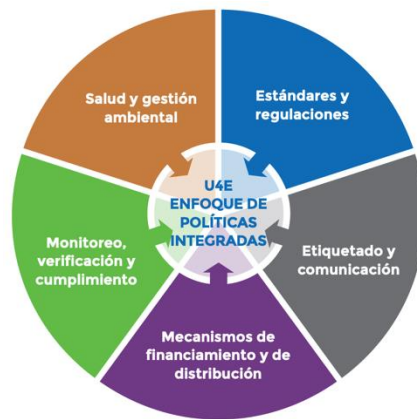 Salud y gestión
ambiental
Estándares y
regulaciones
U4E
ENFOQUE DE
POLÍTICAS
INTEGRADAS
Monitoreo,
verificación y
cumplimiento
Etiquetado y
comunicación
Mecanismos de
financiamiento y de
distribución